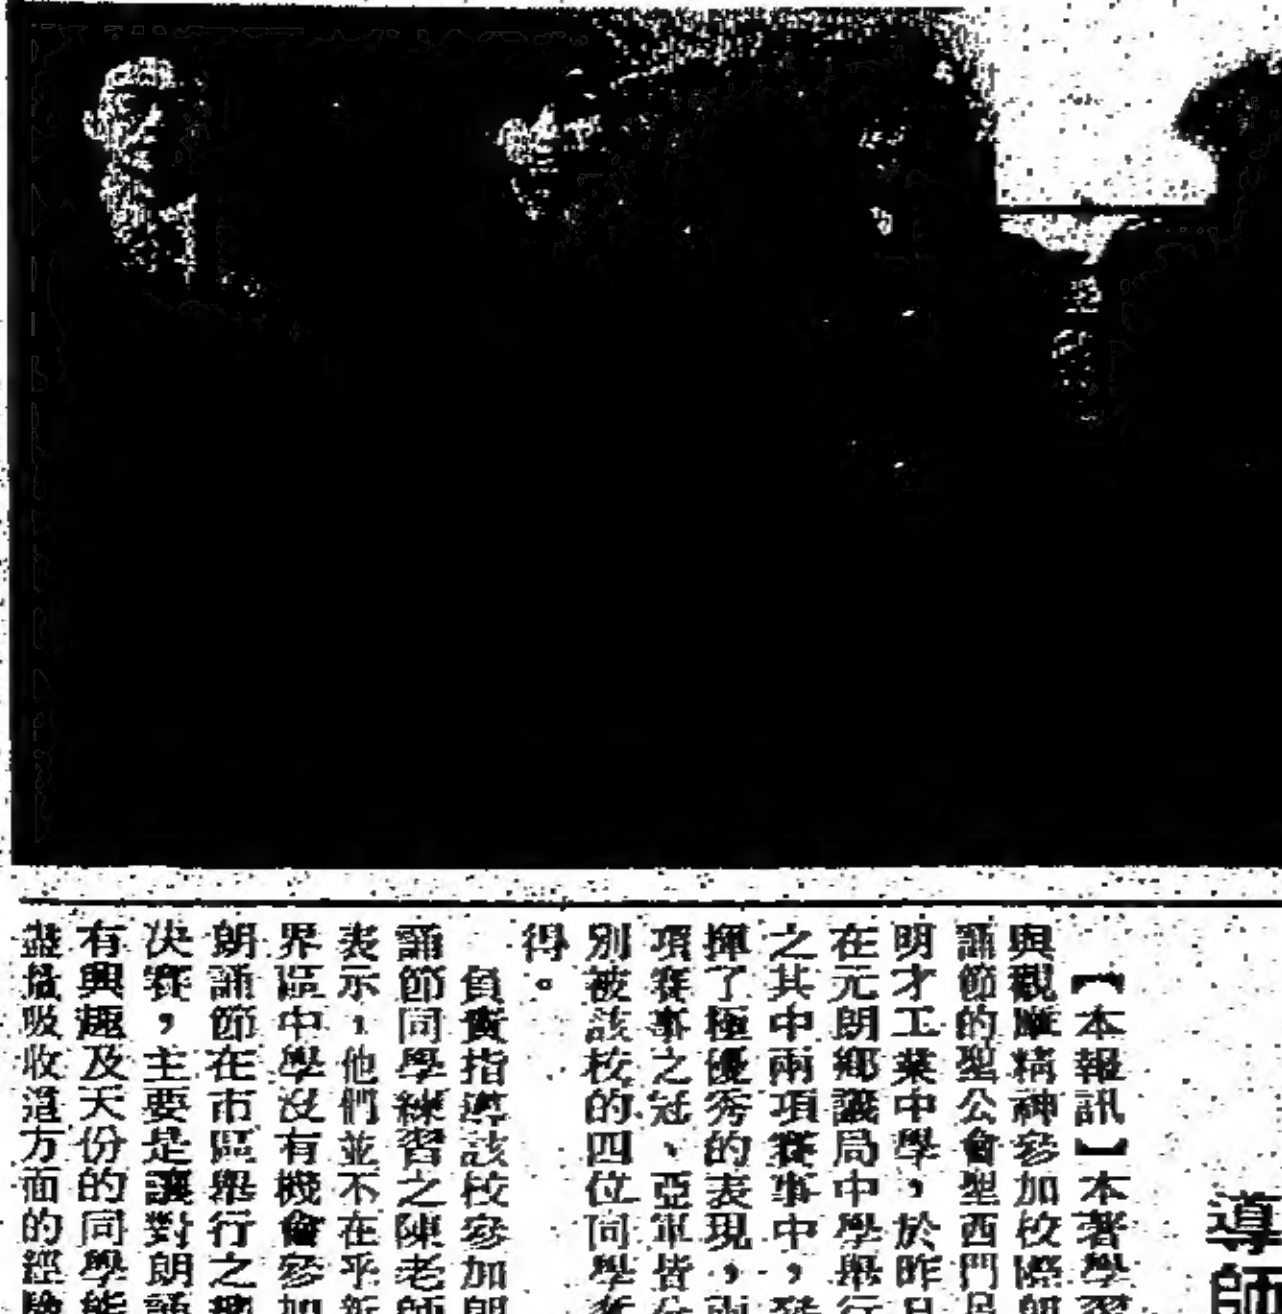 導師
【本報訊】本著學習
與觀摩精神參加校際朗
誦節的聖公會聖西門呂
明才工業中學，於昨日
在元朗鄉議局中學舉行
之其中兩項賽事中，發
揮了極優秀的表現，兩
項賽事之冠、亞軍皆分
別被該校的四位同學奪
得。
負責指導該校參加朗
誦節同學練習之陳老師
表示，他們並不在乎新
界區中學沒有機會參加
朗誦節在市區舉行之
決賽，主要是讓對朗誦
有興趣及天份的同學能
盡量吸收這方面的經驗